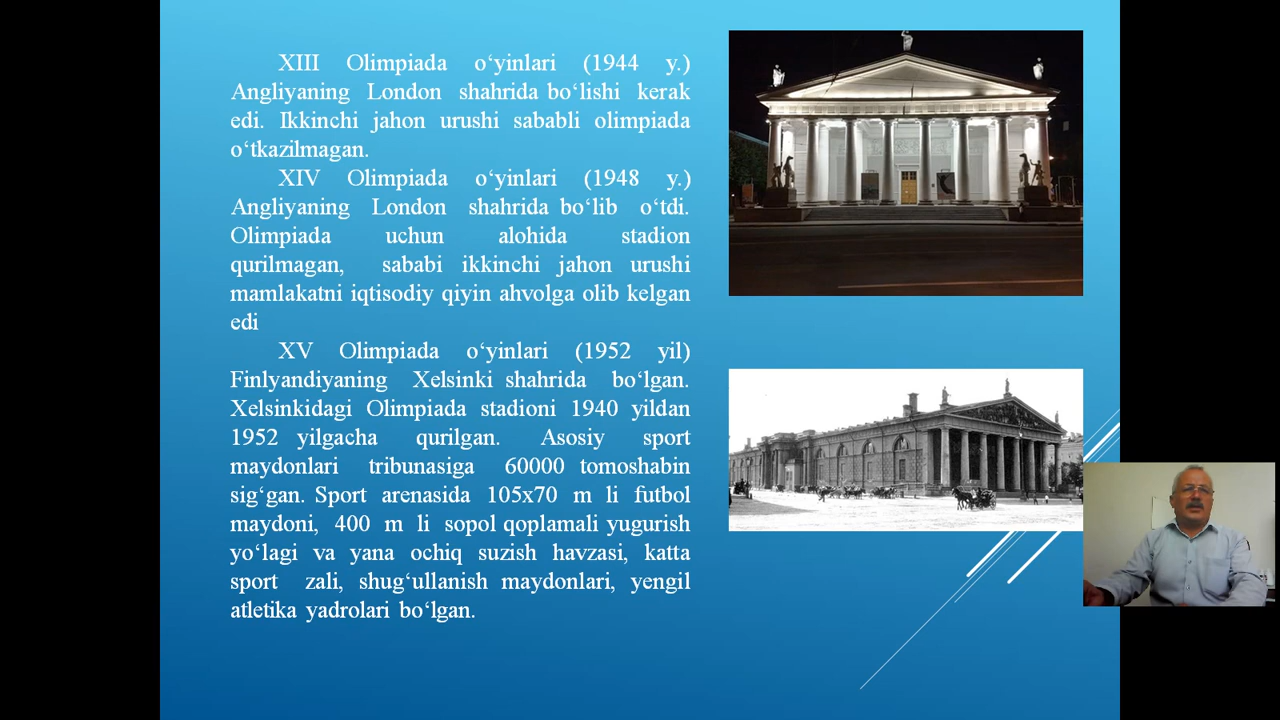 XIII Olimpiada o‘yinlari (1944 y.)
Angliyaning London shahrida bo‘lishi kerak
edi. Ikkinchi jahon urushi sababli olimpiada
o‘tkazilmagan.
XIV Olimpiada o‘yinlari (1948 y.)
Angliyaning London shahrida bo‘lib o‘tdi.
Olimpiada uchun alohida stadion
qurilmagan, sababi ikkinchi jahon urushi
mamlakatni iqtisodiy qiyin ahvolga olib kelgan
edi
XV Olimpiada o‘yinlari (1952 yil)
Finlyandiyaning Xelsinki shahrida bo‘lgan.
Xelsinkidagi Olimpiada stadioni 1940 yildan
1952 yilgacha qurilgan. Asosiy sport
maydonlari tribunasiga 60000 tomoshabin
sig‘gan. Sport arenasida 105x70 m li futbol
maydoni, 400 m li sopol qoplamali yugurish
yo‘lagi va yana ochiq suzish havzasi, katta
sport zali, shug‘ullanish maydonlari, yengil
atletika yadrolari bo‘lgan.